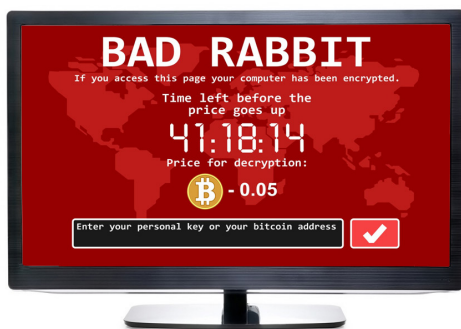 BAD RABBIT
If you access this page your computer has been encrypted.
Time left before the
price goes up
41:18:14
Price for decryption:
- 0.05
Enter your personal key or your bitcoin address